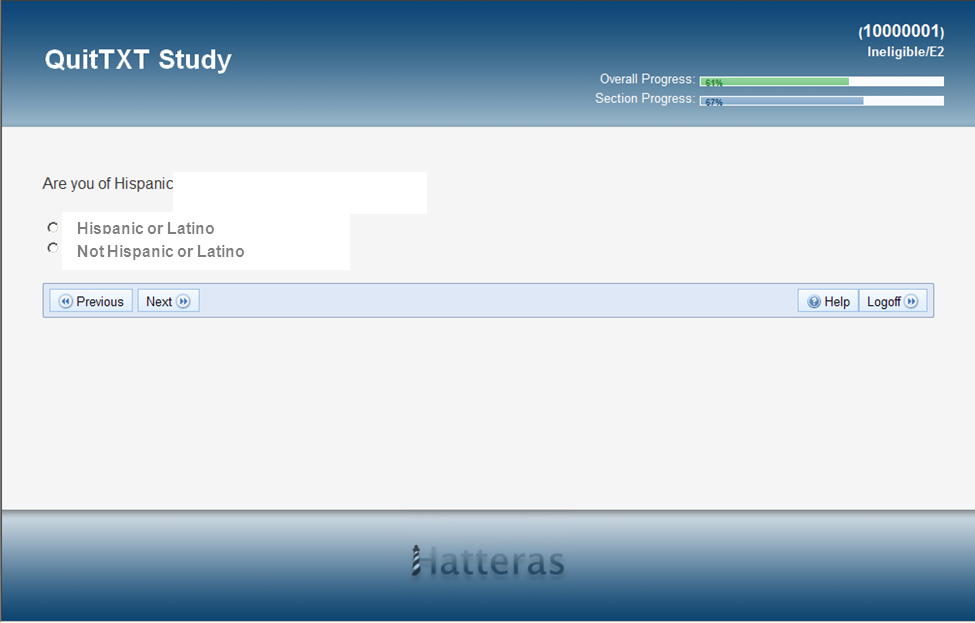 (10000001)
Ineligible/E2
QuitTXT Study
Overall Progress: 61%
Section Progress: 67%
Are you of Hispanic
Hispanic or Latino
Not Hispanic or Latino
Previous Next Help Logoff
Hatteras